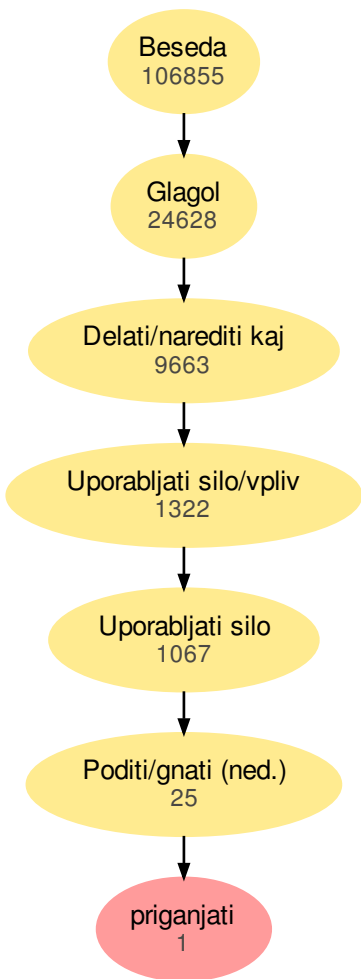 Beseda
106855
Glagol
24628
Delati/narediti kaj
9663
Uporabljati silo/vpliv
1322
Uporabljati silo
1067
Poditi/gnati (ned.)
25
priganjati
1